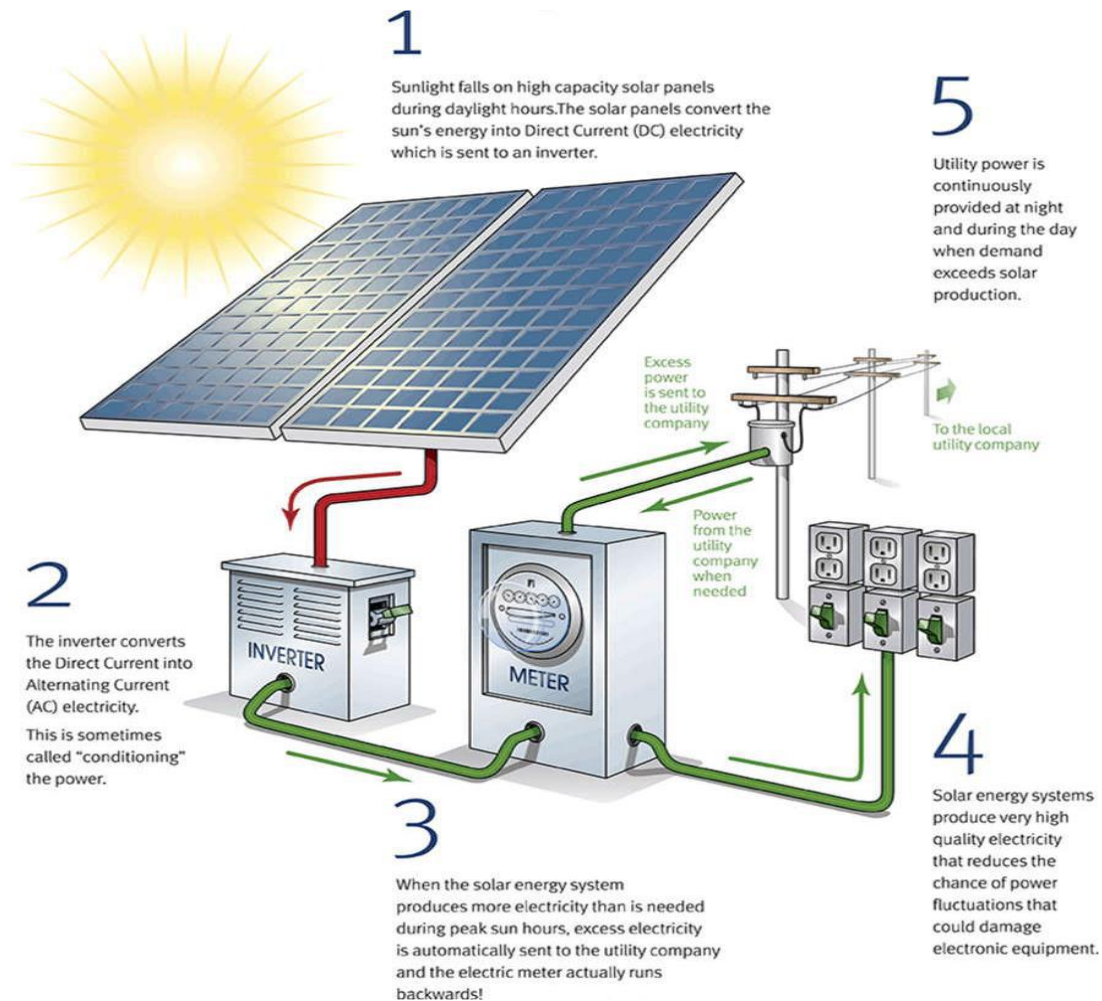 1
Sunlight falls on high capacity solar panels
during daylight hours.The solar panels convert the
sun's energy into Direct Current (DC) electricity
which is sent to an inverter.
2
The inverter converts
the Direct Current into
Alternating Current
(AC) electricity.
This is sometimes
called “conditioning”
the power.
INVERTER
METER
3
When the solar energy system
produces more electricity than is needed
during peak sun hours, excess electricity
is automatically sent to the utility company
and the electric meter actually runs
backwards!
Excess
power
is sent to
the utility
company
Power
from the
utility
company
when
needed
To the local
utility company
4
Solar energy systems
produce very high
quality electricity
that reduces the
chance of power
fluctuations that
could damage
electronic equipment.
5
Utility power is
continuously
provided at night
and during the day
when demand
exceeds solar
production.